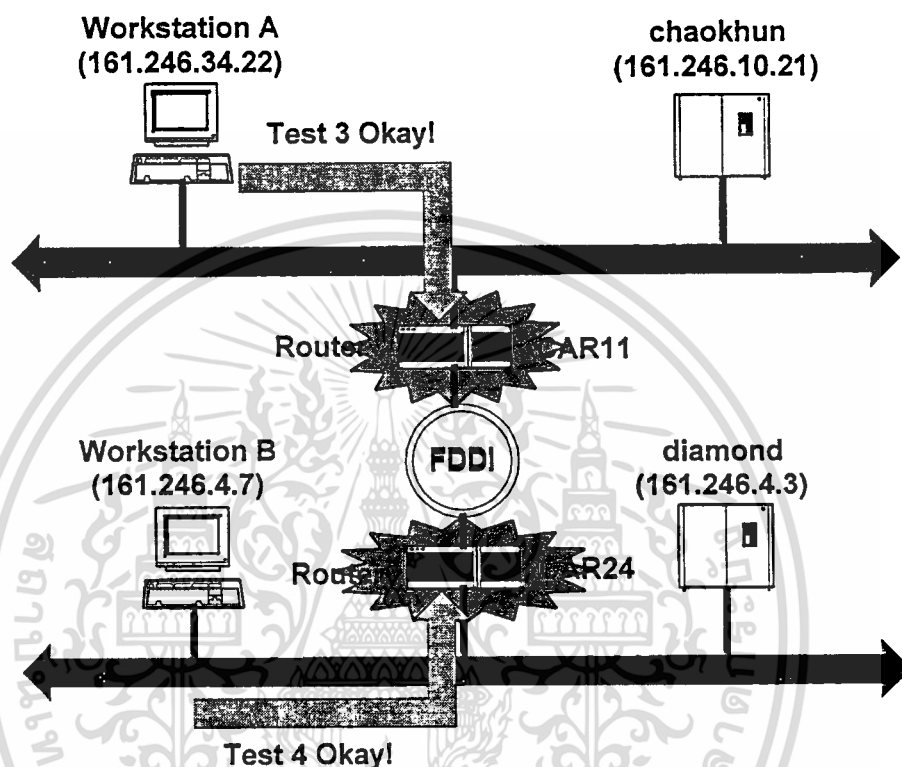 Workstation A
(161.246.34.22)
chaokhun
(161.246.10.21)
Test 3 Okay!
Router
AR11
FDDI
Workstation B
(161.246.4.7)
diamond
(161.246.4.3)
AR24
Test 4 Okay!